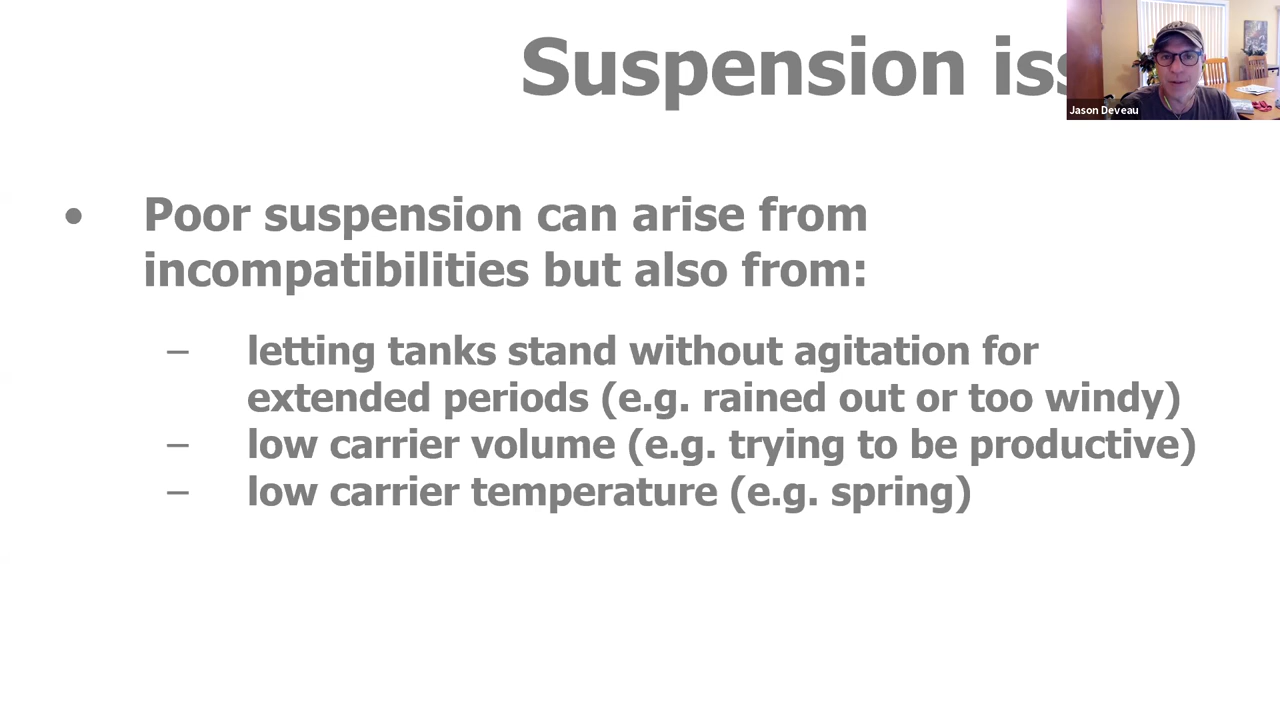 Suspension
Jason Deveau
• Poor suspension can arise from
incompatibilities but also from:
– letting tanks stand without agitation for
extended periods (e.g. rained out or too windy)
– low carrier volume (e.g. trying to be productive)
– low carrier temperature (e.g. spring)